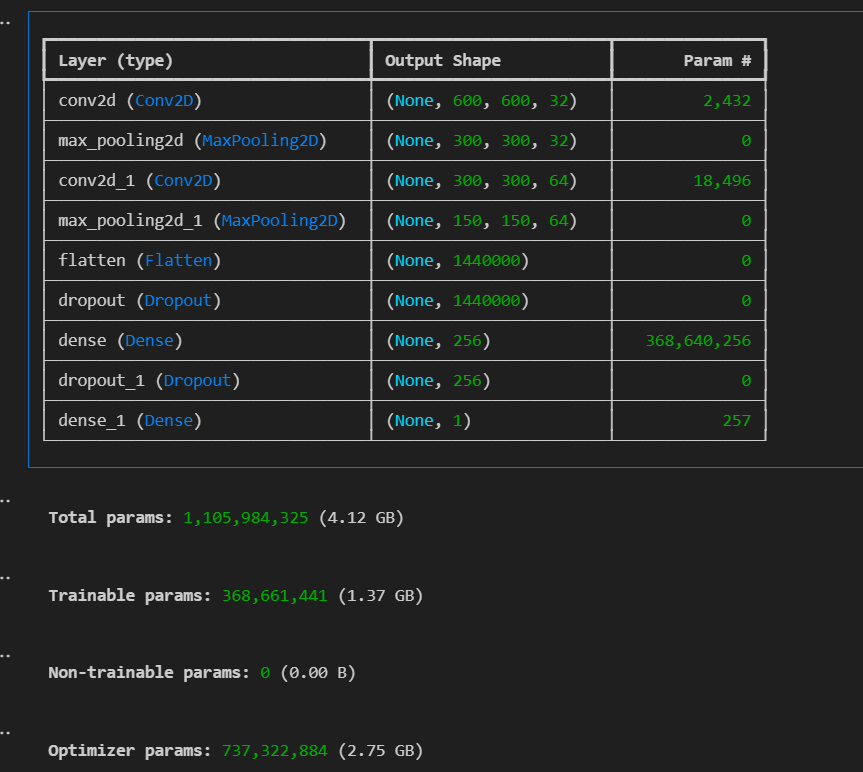 ..
Layer (type) Output Shape Param #
conv2d (Conv2D) (None, 600, 600, 32) 2,432
max_pooling2d (MaxPooling2D) (None, 300, 300, 32) 0
conv2d_1 (Conv2D) (None, 300, 300, 64) 18,496
max_pooling2d_1 (MaxPooling2D) (None, 150, 150, 64) 0
flatten (Flatten) (None, 1440000) 0
dropout (Dropout) (None, 1440000) 0
dense (Dense) (None, 256) 368,640,256
dropout_1 (Dropout) (None, 256) 0
dense_1 (Dense) (None, 1) 257
..
Total params: 1,105,984,325 (4.12 GB)
..
Trainable params: 368,661,441 (1.37 GB)
..
Non-trainable params: 0 (0.00 B)
..
Optimizer params: 737,322,884 (2.75 GB)